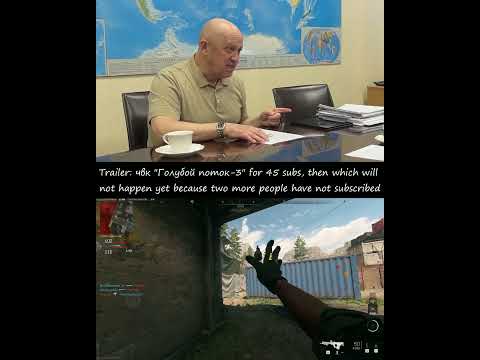 Trailer: чвк "Голубой поток-3" for 45 subs, then which will
not happen yet because two more people have not subscribed